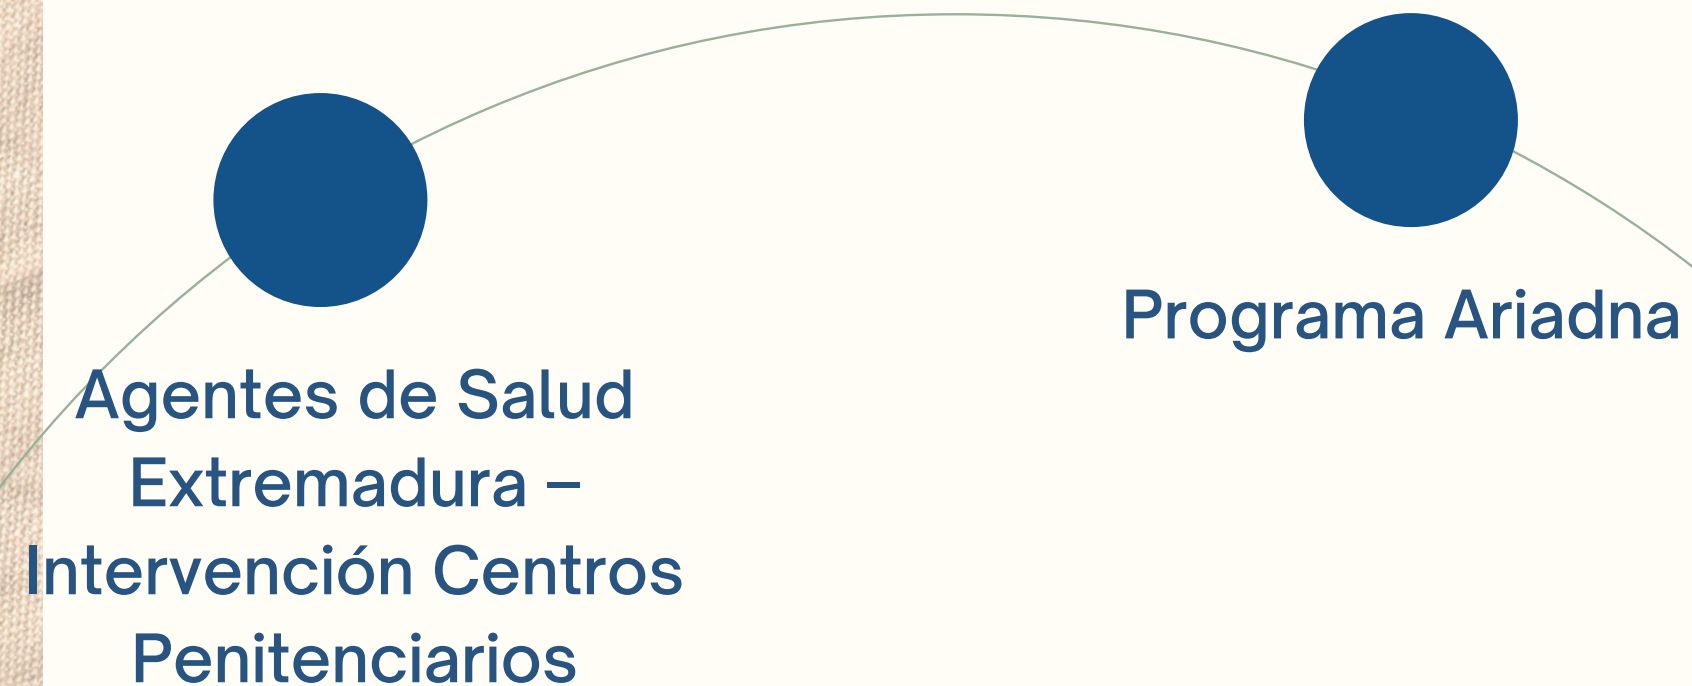 Agentes de Salud
Extremadura –
Intervención Centros
Penitenciarios
Programa Ariadna